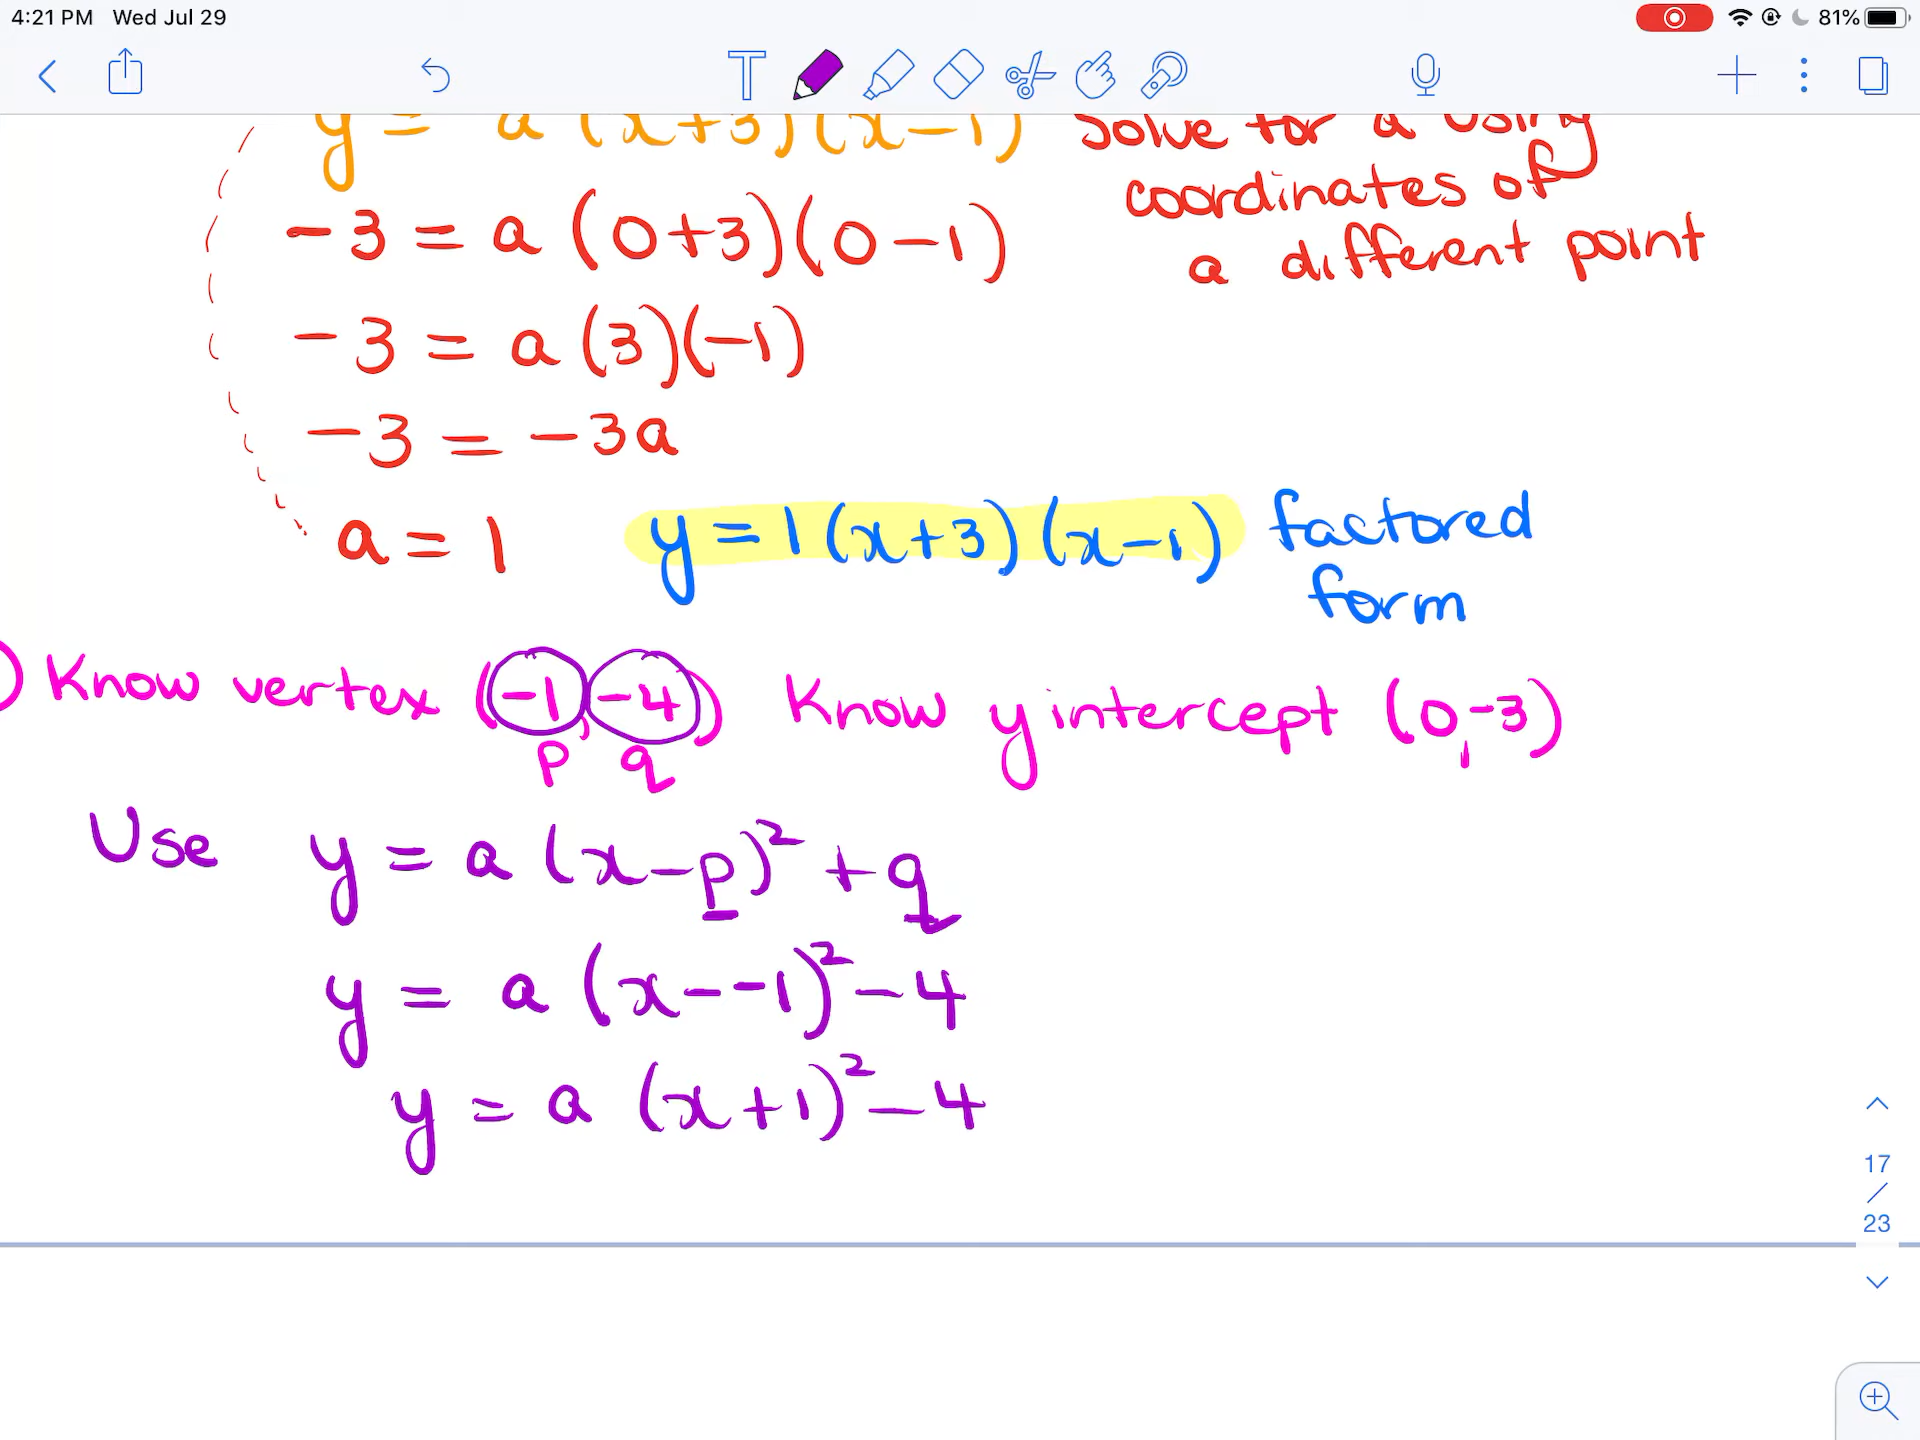 4:21 PM Wed Jul 29
81%
T
y = a (x+3)(x-1) Solve for a using
coordinates of
-3 = a (0+3)(0-1)
a different point
-3 = a (3)(-1)
-3 = -3a
a = 1 y = 1 (x+3) (x-1) factored
form
Know vertex (-1, -4) Know y intercept (0,-3)
p q
Use y = a (x-p)² + q
y = a (x--1)² - 4
y = a (x+1)² - 4
17
/
23